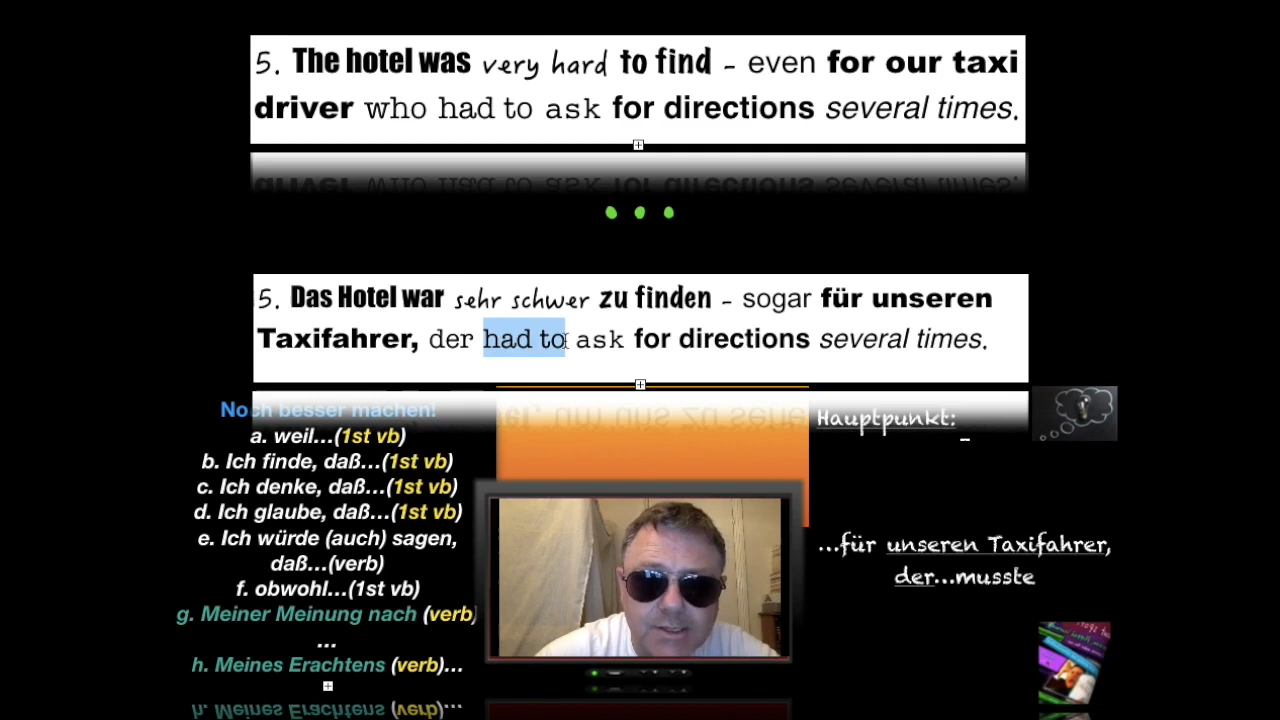 5. The hotel was very hard to find - even for our taxi
driver who had to ask for directions several times.
5. Das Hotel war sehr schwer zu finden - sogar für unseren
Taxifahrer, der had to ask for directions several times.
Noch besser machen!
a. weil...(1st vb)
b. Ich finde, daß...(1st vb)
c. Ich denke, daß...(1st vb)
d. Ich glaube, daß...(1st vb)
e. Ich würde (auch) sagen,
daß...(verb)
f. obwohl...(1st vb)
g. Meiner Meinung nach (verb)
...
h. Meines Erachtens (verb)...
Hauptpunkt:
...für unseren Taxifahrer,
der...musste